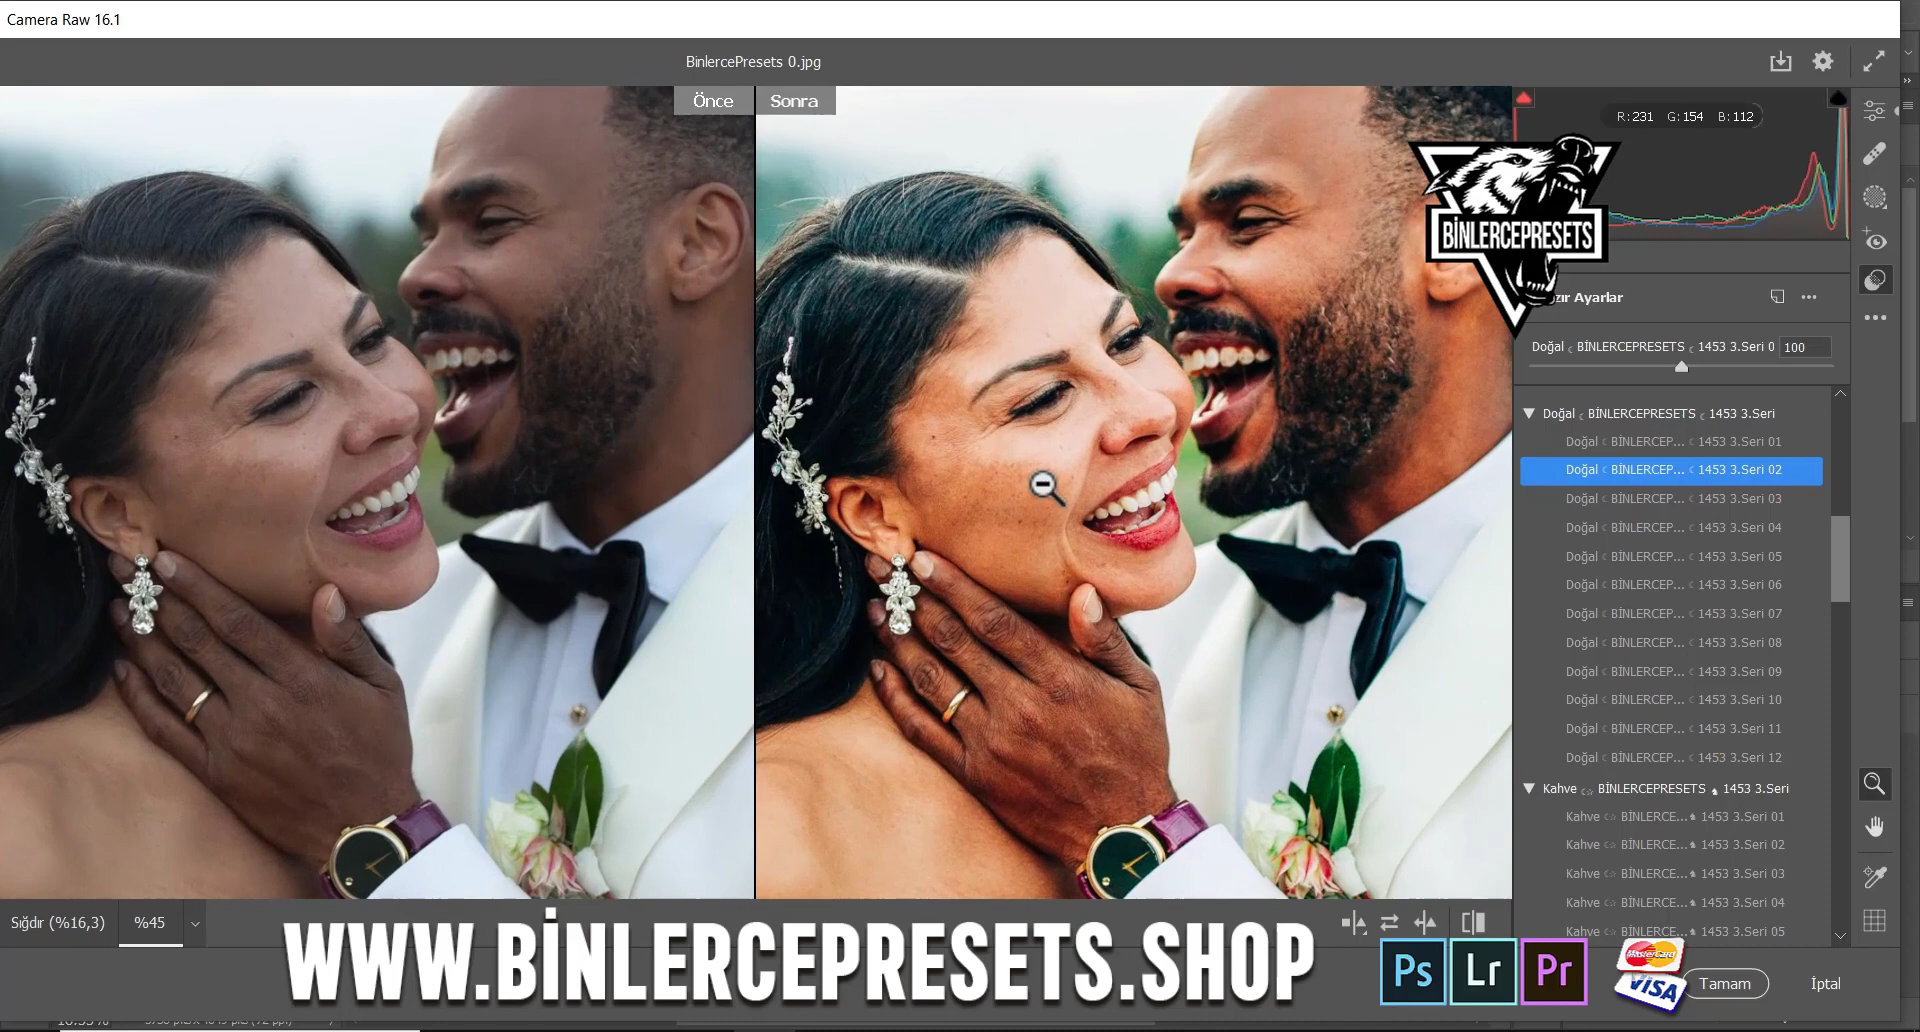 Camera Raw 16.1
BinlercePresets 0.jpg
Önce
Sonra
R: 231 G: 154 B: 112
BİNLERCEPRESETS
zır Ayarlar
Doğal ☾ BİNLERCEPRESETS ☾ 1453 3.Seri 0
100
Doğal ☾ BİNLERCEPRESETS ☾ 1453 3.Seri
Doğal ☾ BİNLERCEP... ☾ 1453 3.Seri 01
Doğal ☾ BİNLERCEP... ☾ 1453 3.Seri 02
Doğal ☾ BİNLERCEP... ☾ 1453 3.Seri 03
Doğal ☾ BİNLERCEP... ☾ 1453 3.Seri 04
Doğal ☾ BİNLERCEP... ☾ 1453 3.Seri 05
Doğal ☾ BİNLERCEP... ☾ 1453 3.Seri 06
Doğal ☾ BİNLERCEP... ☾ 1453 3.Seri 07
Doğal ☾ BİNLERCEP... ☾ 1453 3.Seri 08
Doğal ☾ BİNLERCEP... ☾ 1453 3.Seri 09
Doğal ☾ BİNLERCEP... ☾ 1453 3.Seri 10
Doğal ☾ BİNLERCEP... ☾ 1453 3.Seri 11
Doğal ☾ BİNLERCEP... ☾ 1453 3.Seri 12
Kahve ☾☆ BİNLERCEPRESETS ♞ 1453 3.Seri
Kahve ☾☆ BİNLERCE...♞ 1453 3.Seri 01
Kahve ☾☆ BİNLERCE...♞ 1453 3.Seri 02
Kahve ☾☆ BİNLERCE...♞ 1453 3.Seri 03
Kahve ☾☆ BİNLERCE...♞ 1453 3.Seri 04
Kahve ☾☆ BİNLERCE...♞ 1453 3.Seri 05
Sığdır (%16,3)
%45
WWW.BİNLERCEPRESETS.SHOP
Ps
Lr
Pr
MasterCard
VISA
Tamam
İptal